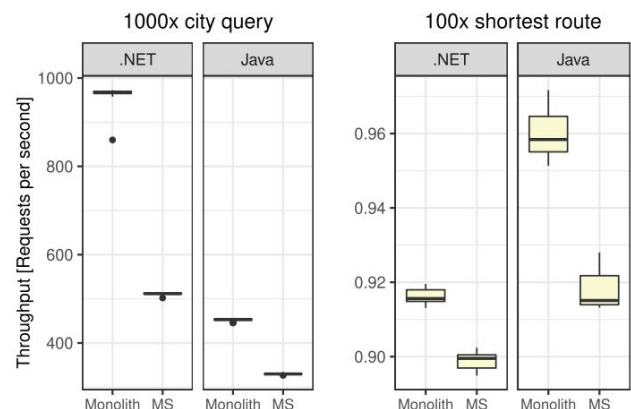 1000x city query
100x shortest route
.NET
Java
.NET
Java
Throughput [Requests per second]
1000
800
600
400
0.96
0.94
0.92
0.90
Monolith MS
Monolith MS
Monolith MS
Monolith MS